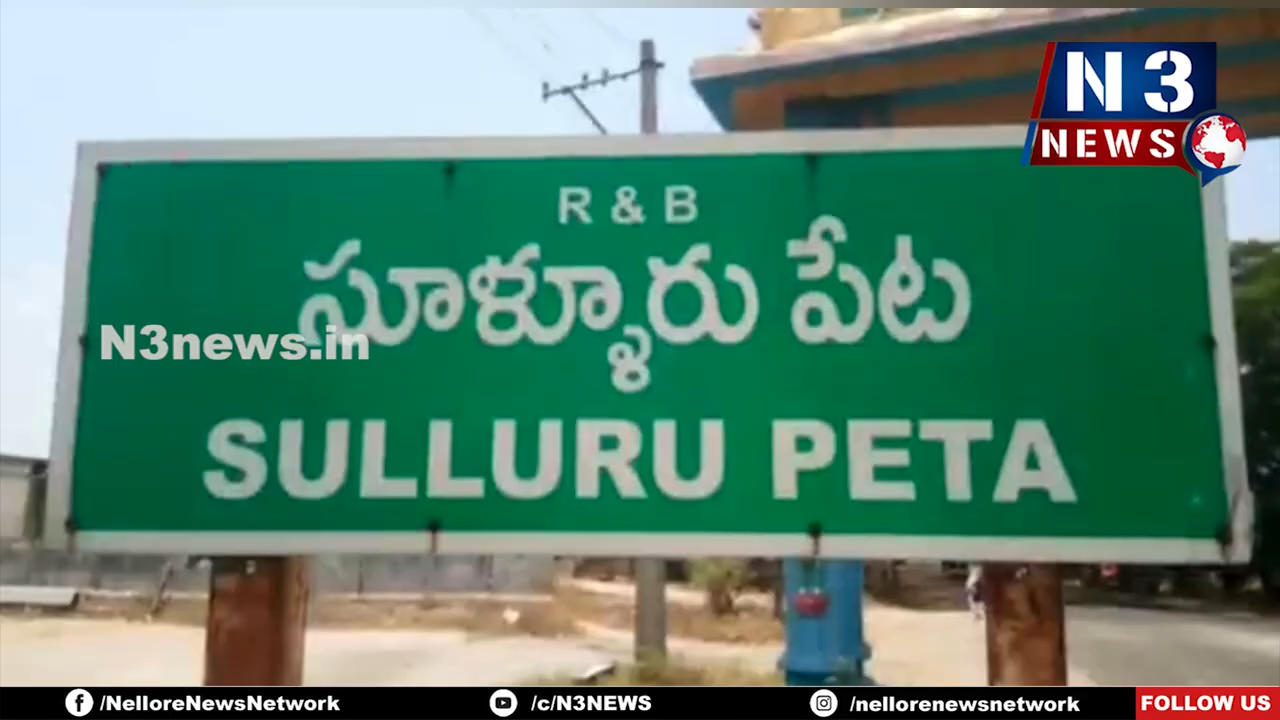 N 3
NEWS
R & B
సూళ్ళూరు పేట
N3news.in
SULLURU PETA
/NelloreNewsNetwork
/c/N3NEWS
/nellorenewsnetwork
FOLLOW US